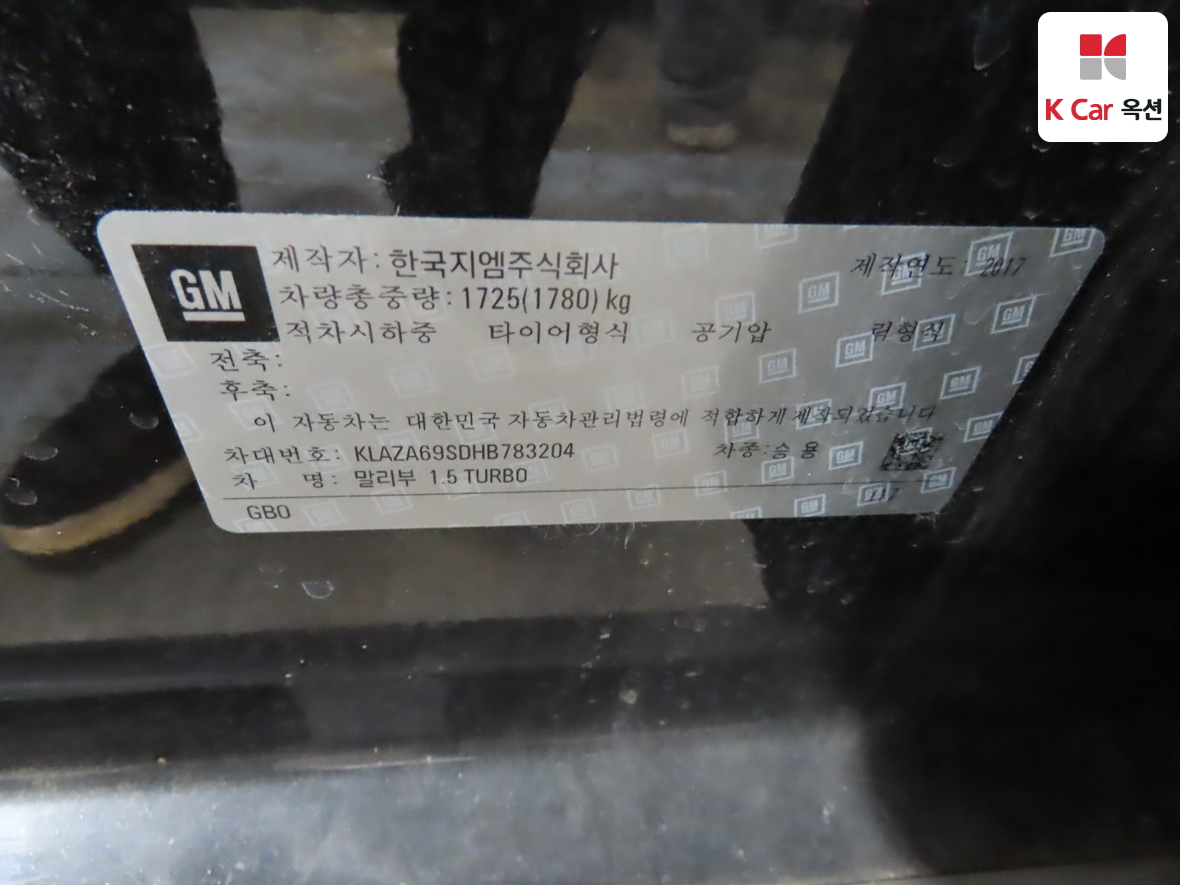 K Car 옥션
GM
제작자: 한국지엠주식회사 제작연도: 2017
차량총중량: 1725(1780) kg
적차시하중 타이어형식 공기압 림형식
전축:
후축:
이 자동차는 대한민국 자동차관리법령에 적합하게 제작되었습니다
차대번호: KLAZA69SDHB783204 차종: 승용
차 명: 말리부 1.5 TURBO
GB0